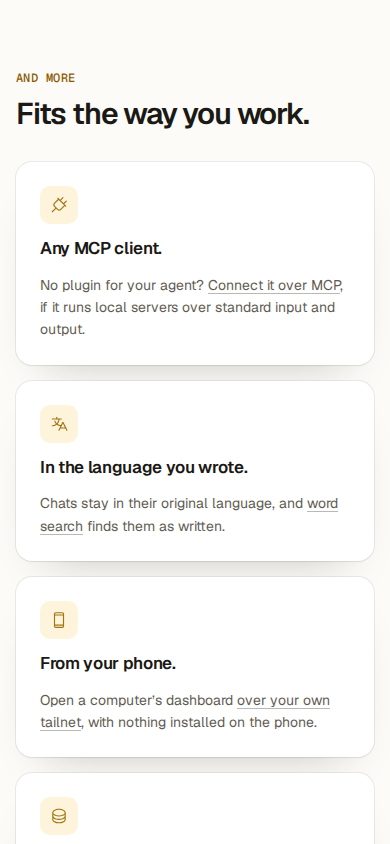 AND MORE
Fits the way you work.
Any MCP client.
No plugin for your agent? Connect it over MCP,
if it runs local servers over standard input and
output.
In the language you wrote.
Chats stay in their original language, and word
search finds them as written.
From your phone.
Open a computer's dashboard over your own
tailnet, with nothing installed on the phone.